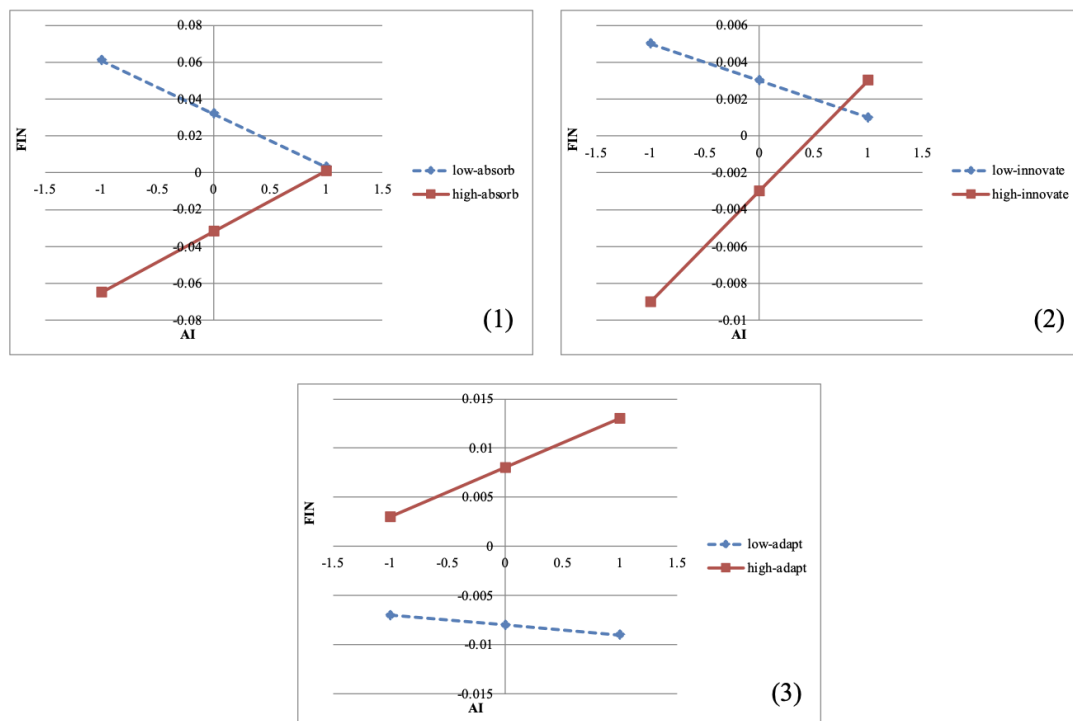 0.08
0.06
0.04
0.02
0
-0.02
-0.04
-0.06
-0.08
-1.5 -1 -0.5 0 0.5 1 1.5
FIN
AI
low-absorb
high-absorb
(1)
0.006
0.004
0.002
0
-0.002
-0.004
-0.006
-0.008
-0.01
-1.5 -1 -0.5 0 0.5 1 1.5
FIN
AI
low-innovate
high-innovate
(2)
0.015
0.01
0.005
0
-0.005
-0.01
-0.015
-1.5 -1 -0.5 0 0.5 1 1.5
FIN
AI
low-adapt
high-adapt
(3)